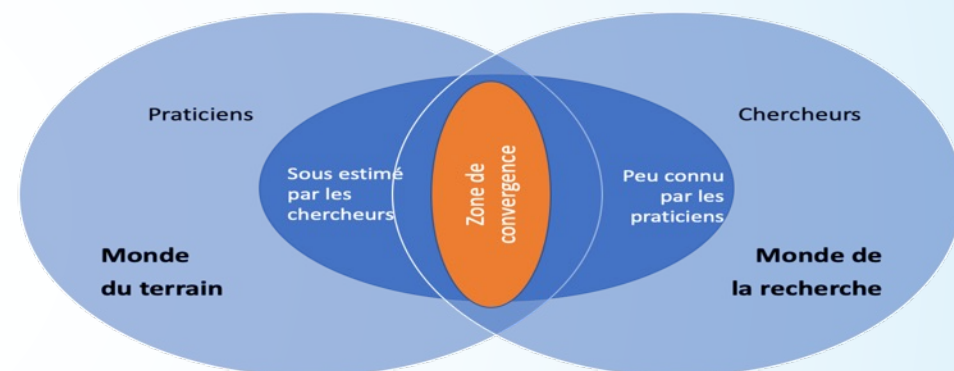 Praticiens
Chercheurs
Sous estimé
par les
chercheurs
Zone de
convergence
Peu connu
par les
praticiens
Monde
du terrain
Monde de
la recherche